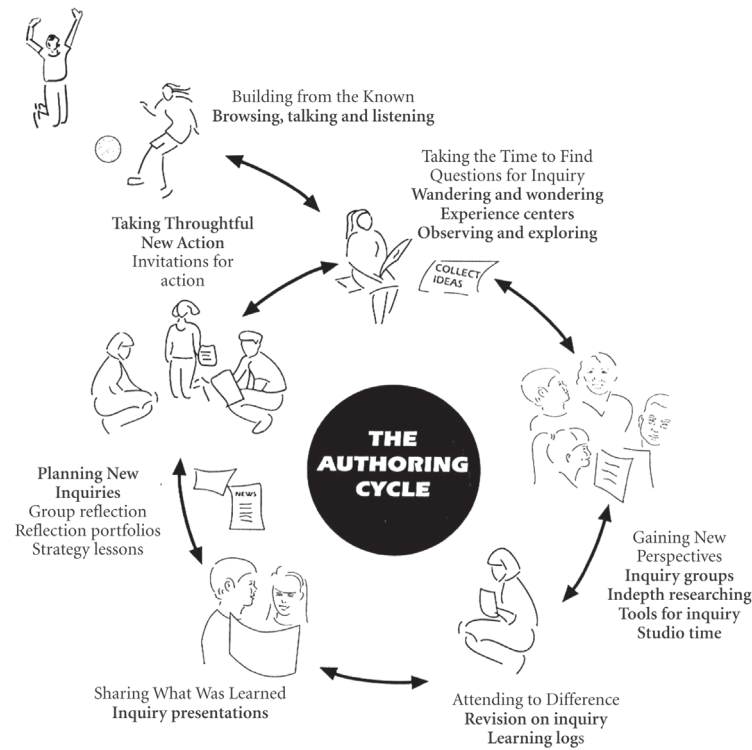 Building from the Known
Browsing, talking and listening
Taking the Time to Find
Questions for Inquiry
Wandering and wondering
Experience centers
Observing and exploring
COLLECT
IDEAS
Taking Throughtful
New Action
Invitations for
action
THE
AUTHORING
CYCLE
Planning New
Inquiries
Group reflection
Reflection portfolios
Strategy lessons
NEWS
Gaining New
Perspectives
Inquiry groups
Indepth researching
Tools for inquiry
Studio time
Sharing What Was Learned
Inquiry presentations
Attending to Difference
Revision on inquiry
Learning logs